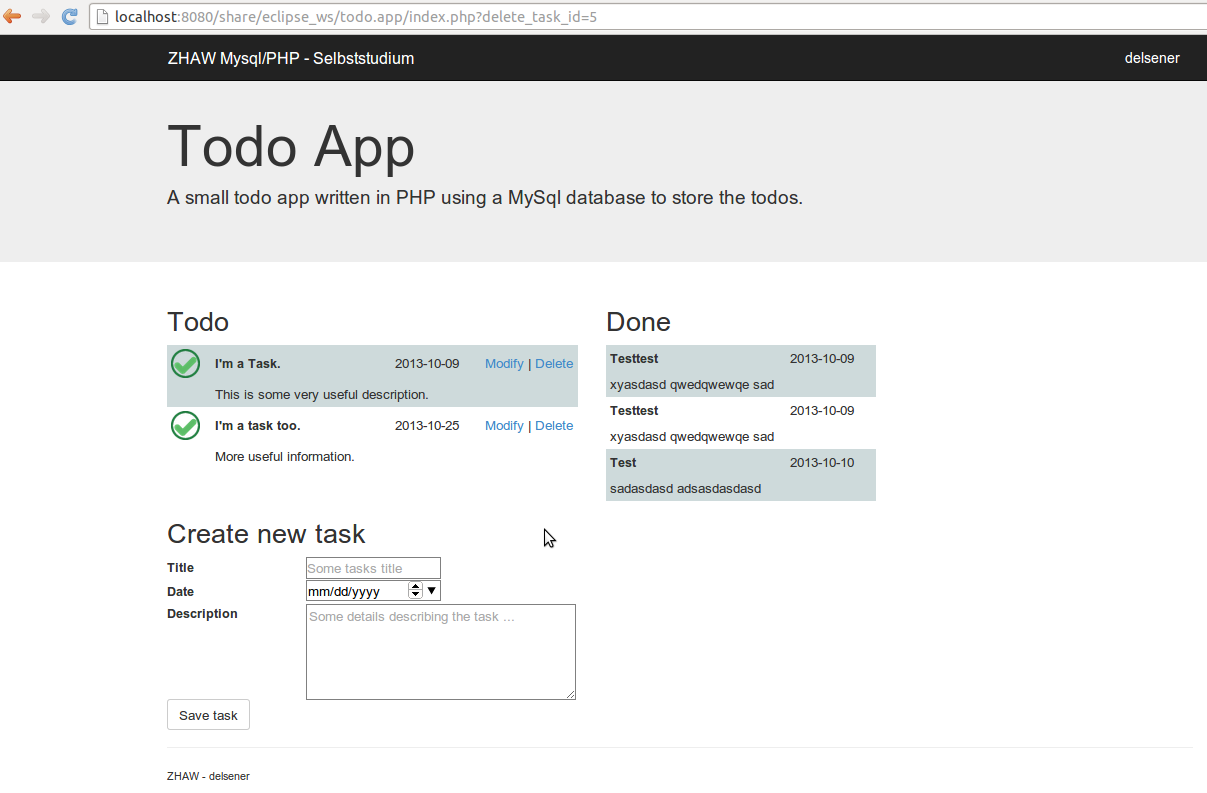 localhost:8080/share/eclipse_ws/todo.app/index.php?delete_task_id=5
ZHAW Mysql/PHP - Selbststudium delsener
Todo App
A small todo app written in PHP using a MySql database to store the todos.
Todo
I'm a Task. 2013-10-09 Modify | Delete
This is some very useful description.
I'm a task too. 2013-10-25 Modify | Delete
More useful information.
Done
Testtest 2013-10-09
xyasdasd qwedqwewqe sad
Testtest 2013-10-09
xyasdasd qwedqwewqe sad
Test 2013-10-10
sadasdasd adsasdasdasd
Create new task
Title Some tasks title
Date mm/dd/yyyy
Description Some details describing the task ...
Save task
ZHAW - delsener